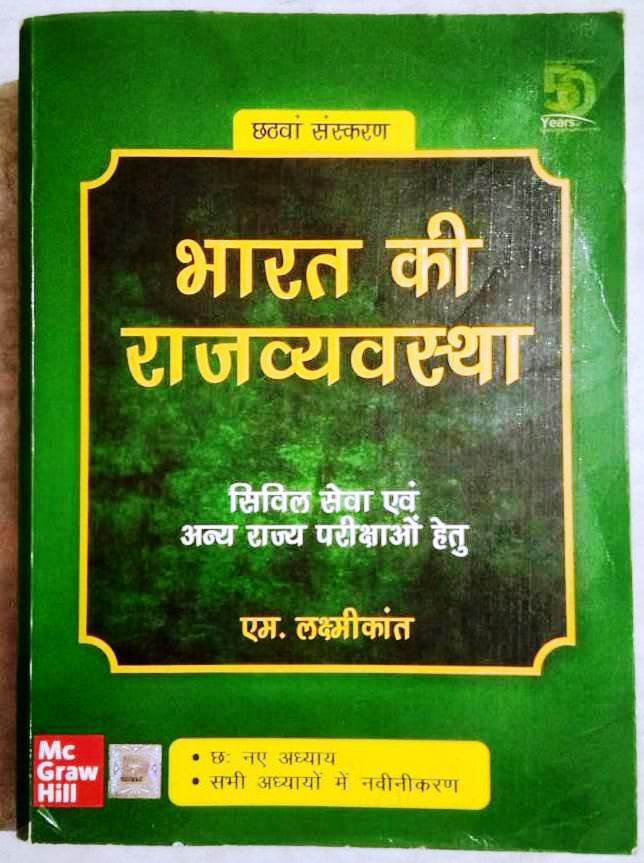 50
Years
छठवां संस्करण
भारत की
राजव्यवस्था
सिविल सेवा एवं
अन्य राज्य परीक्षाओं हेतु
एम. लक्ष्मीकांत
Mc
Graw
Hill
• छः नए अध्याय
• सभी अध्यायों में नवीनीकरण